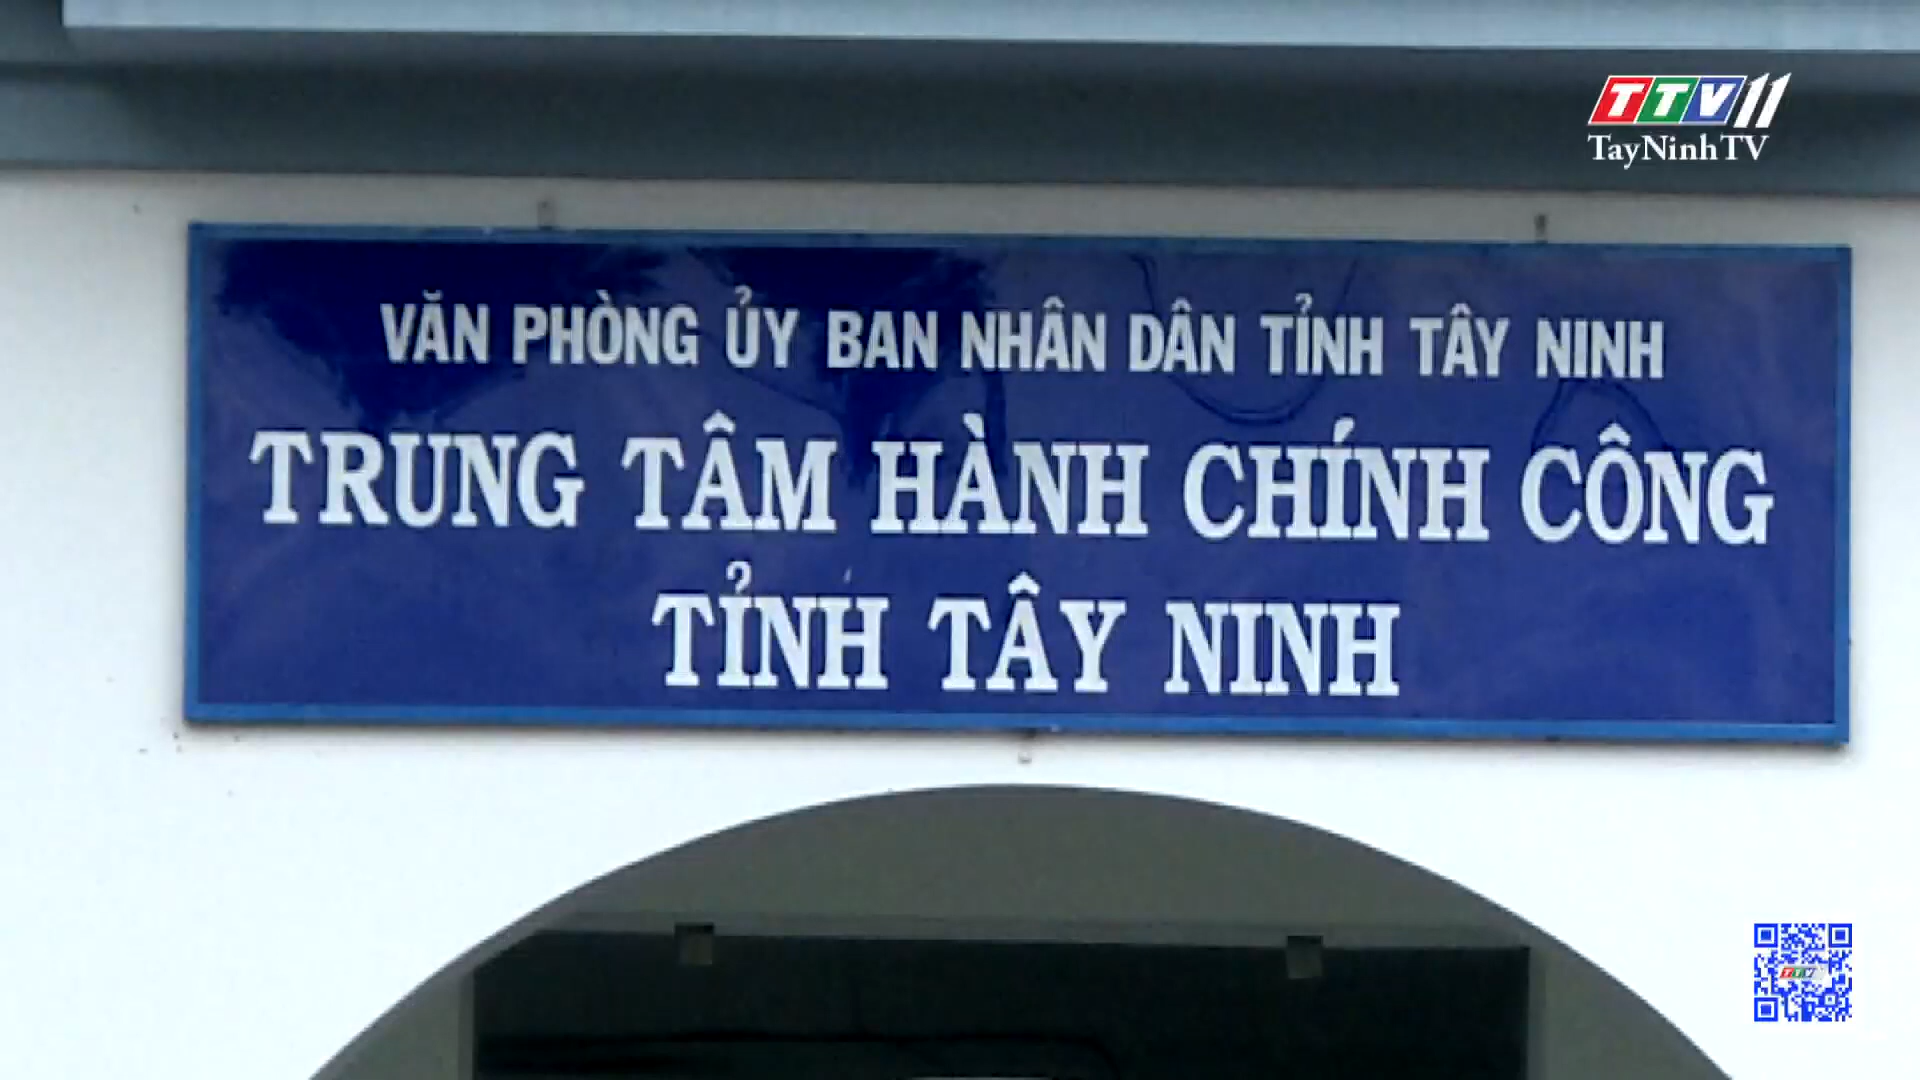 TTV11
TayNinhTV
VĂN PHÒNG ỦY BAN NHÂN DÂN TỈNH TÂY NINH
TRUNG TÂM HÀNH CHÍNH CÔNG
TỈNH TÂY NINH
TTV